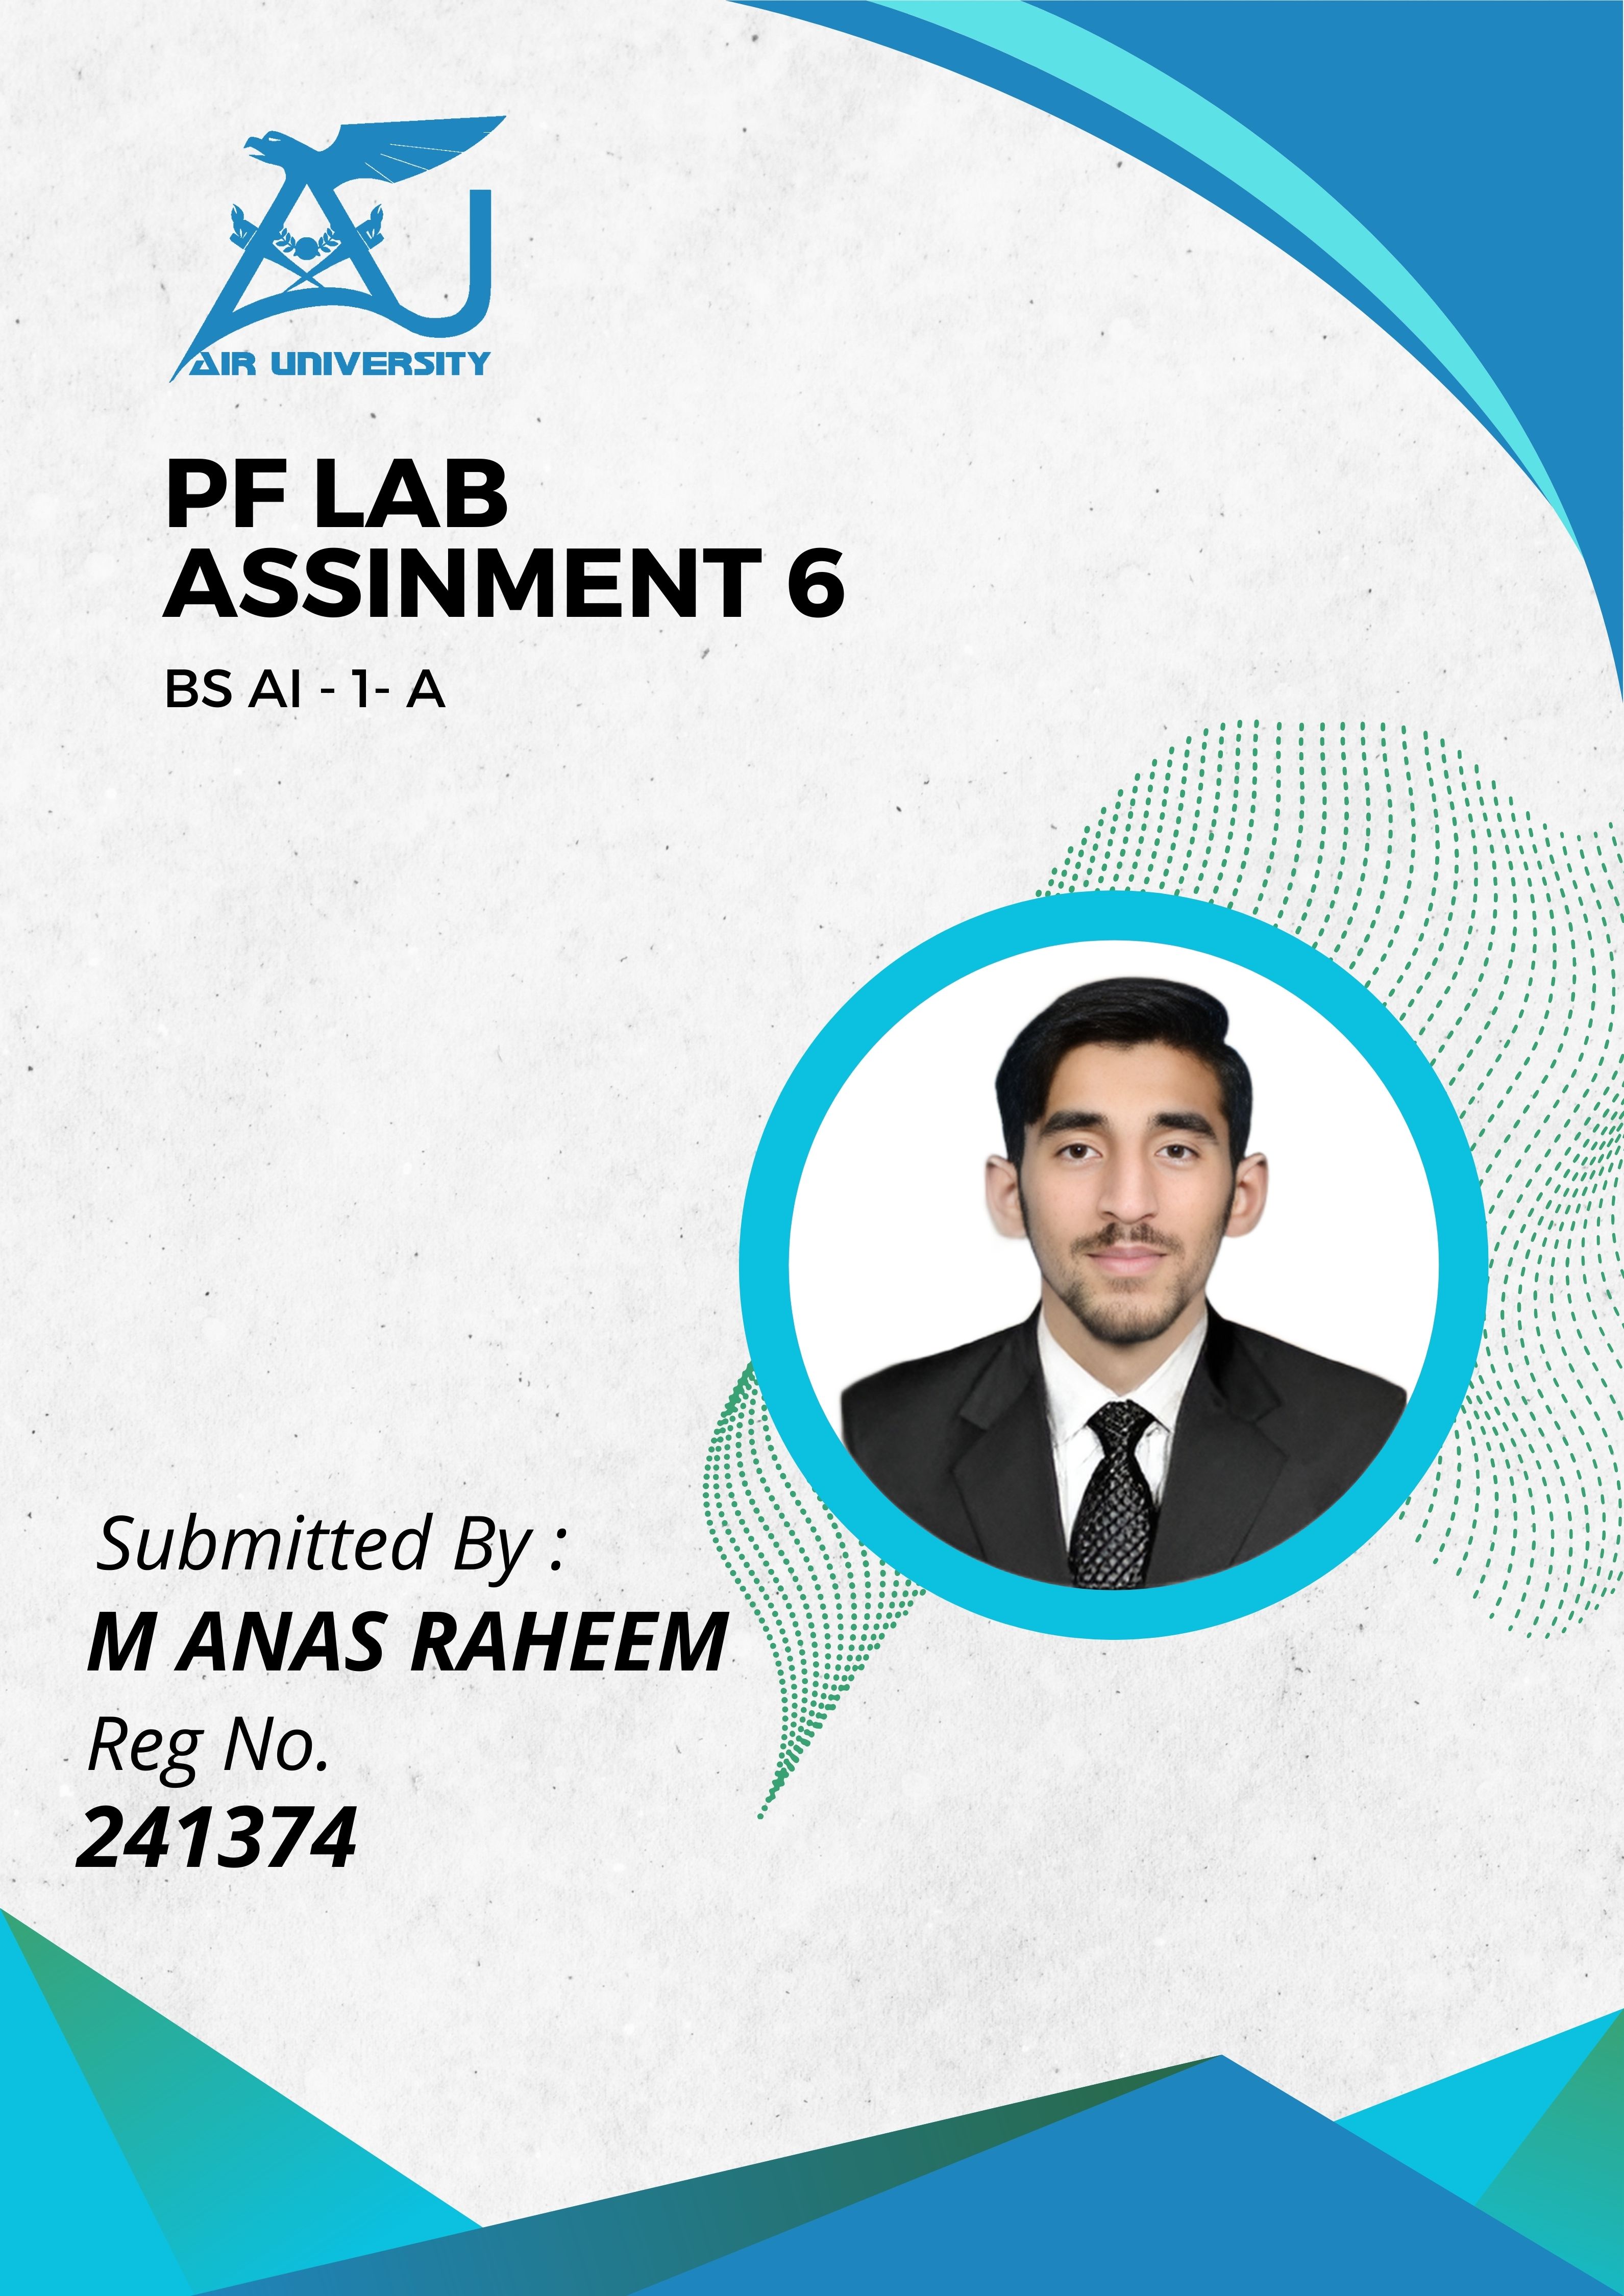 AIR UNIVERSITY
PF LAB
ASSINMENT 6
BS AI - 1- A
Submitted By :
M ANAS RAHEEM
Reg No.
241374